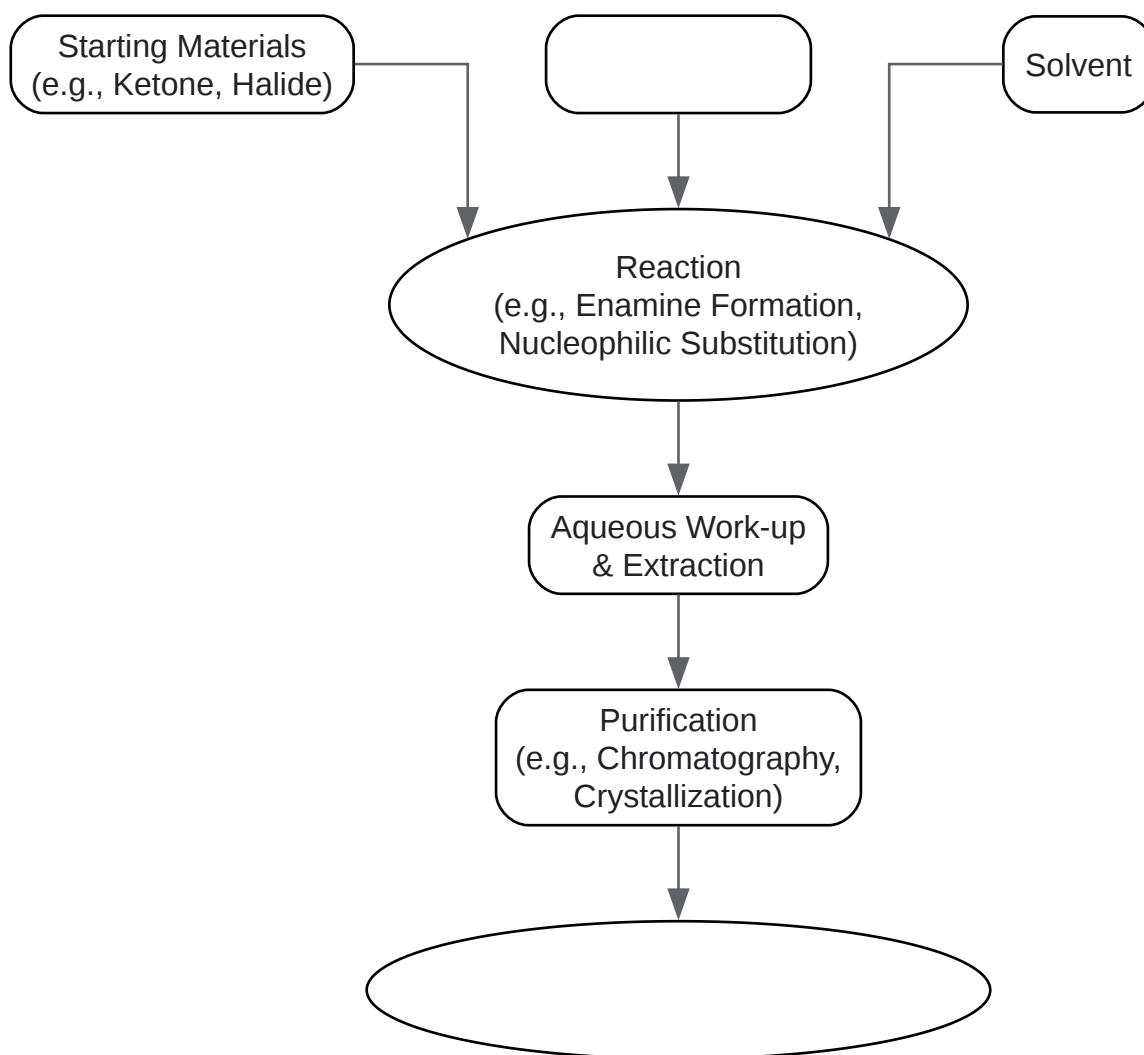 Starting Materials
(e.g., Ketone, Halide)
Solvent
Reaction
(e.g., Enamine Formation,
Nucleophilic Substitution)
Aqueous Work-up
& Extraction
Purification
(e.g., Chromatography,
Crystallization)